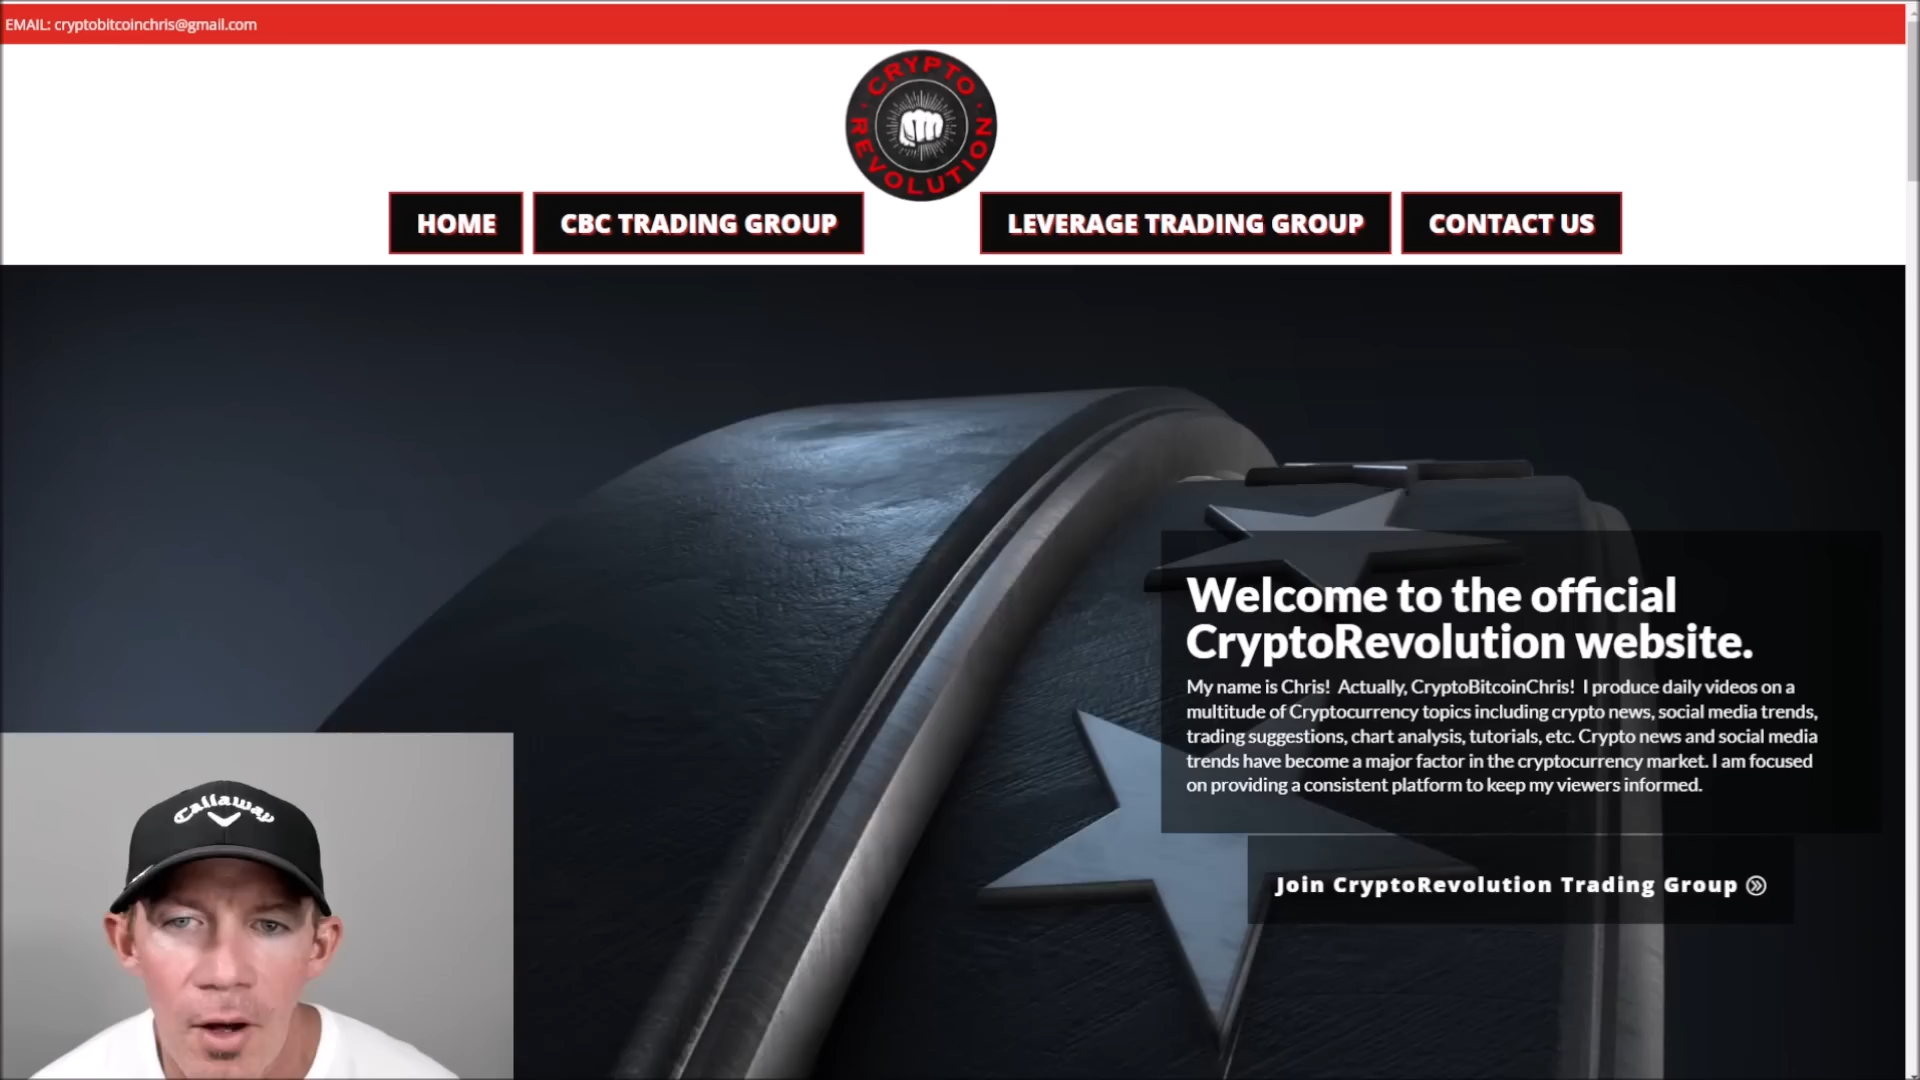 EMAIL: cryptobitcoinchris@gmail.com
CRYPTO
REVOLUTION
HOME
CBC TRADING GROUP
LEVERAGE TRADING GROUP
CONTACT US
Welcome to the official
CryptoRevolution website.
My name is Chris!  Actually, CryptoBitcoinChris!  I produce daily videos on a
multitude of Cryptocurrency topics including crypto news, social media trends,
trading suggestions, chart analysis, tutorials, etc. Crypto news and social media
trends have become a major factor in the cryptocurrency market. I am focused
on providing a consistent platform to keep my viewers informed.
Join CryptoRevolution Trading Group
Callaway